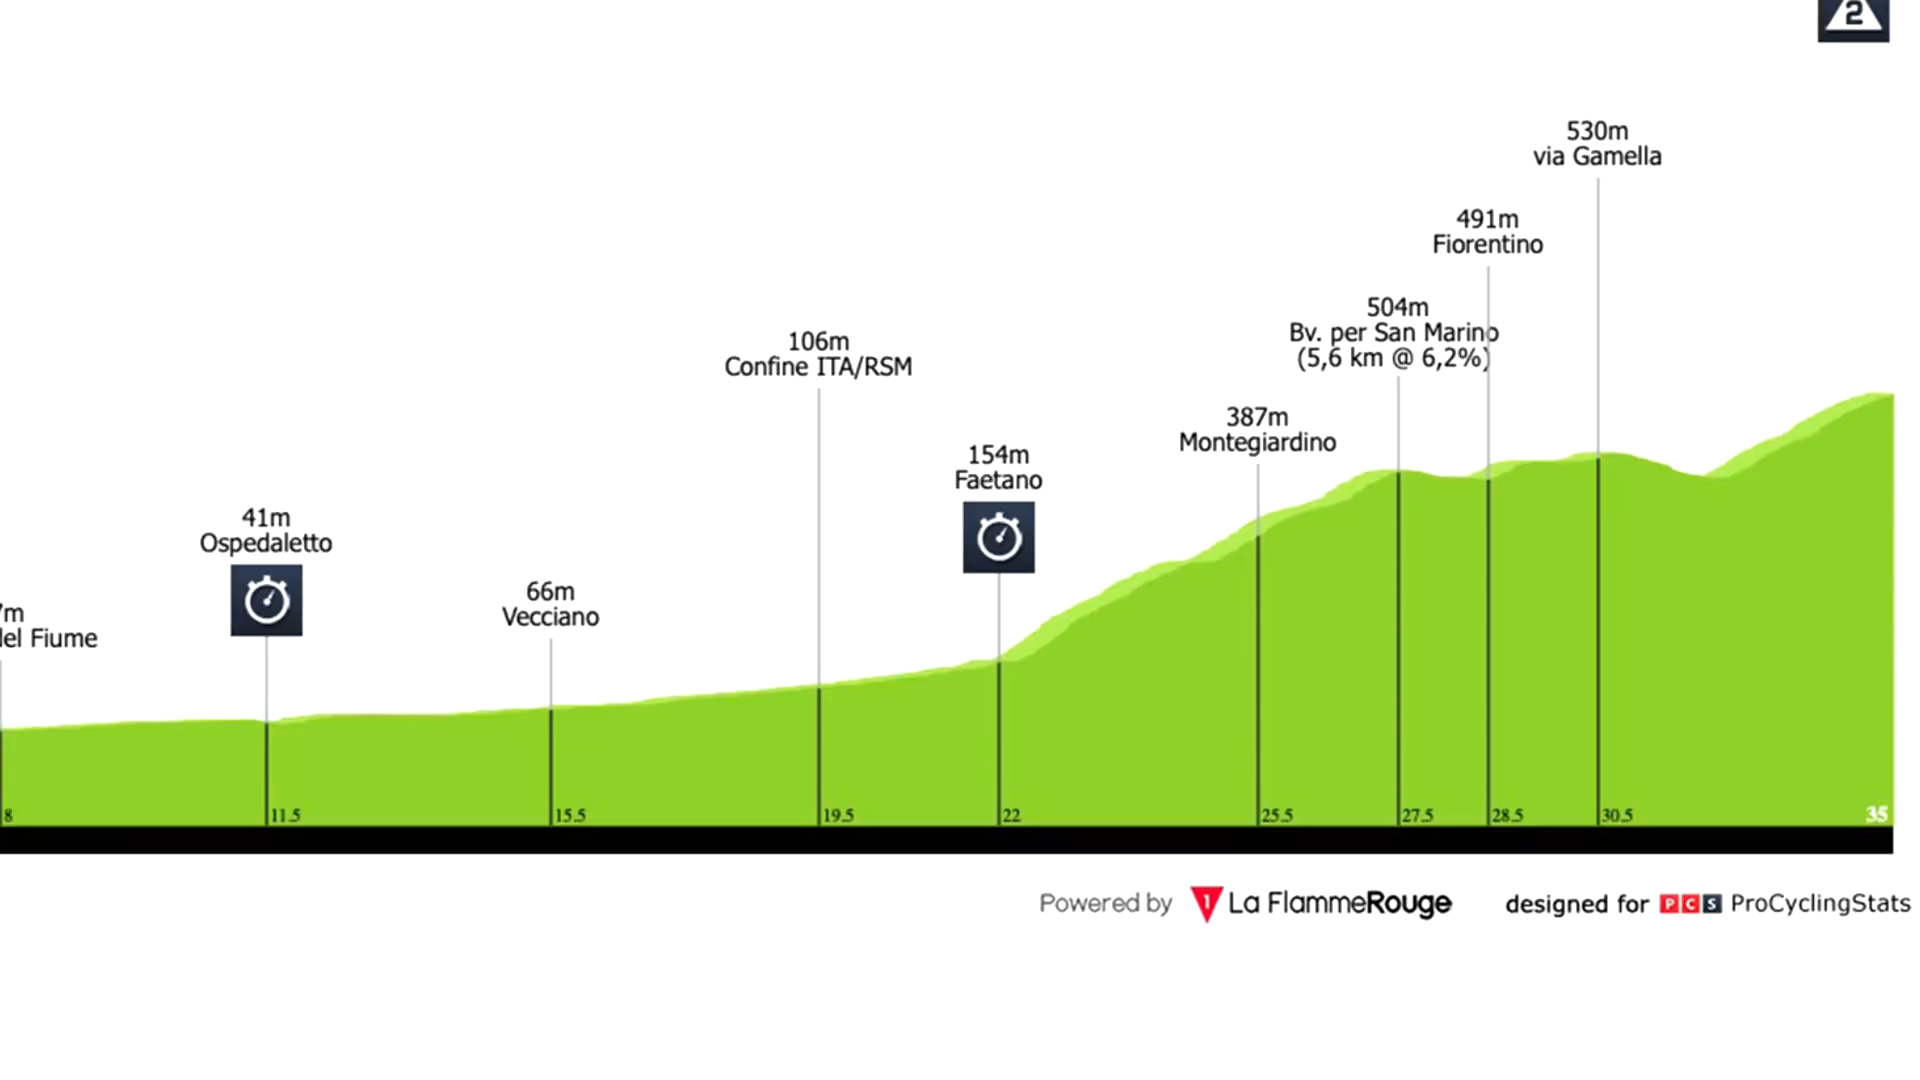 2
530m
via Gamella
491m
Fiorentino
504m
Bv. per San Marino
(5,6 km @ 6,2%)
106m
Confine ITA/RSM
387m
Montegiardino
154m
Faetano
41m
Ospedaletto
66m
Vecciano
Fiume
8
11.5
15.5
19.5
22
25.5
27.5
28.5
30.5
35
Powered by 1 La FlammeRouge designed for PCS ProCyclingStats